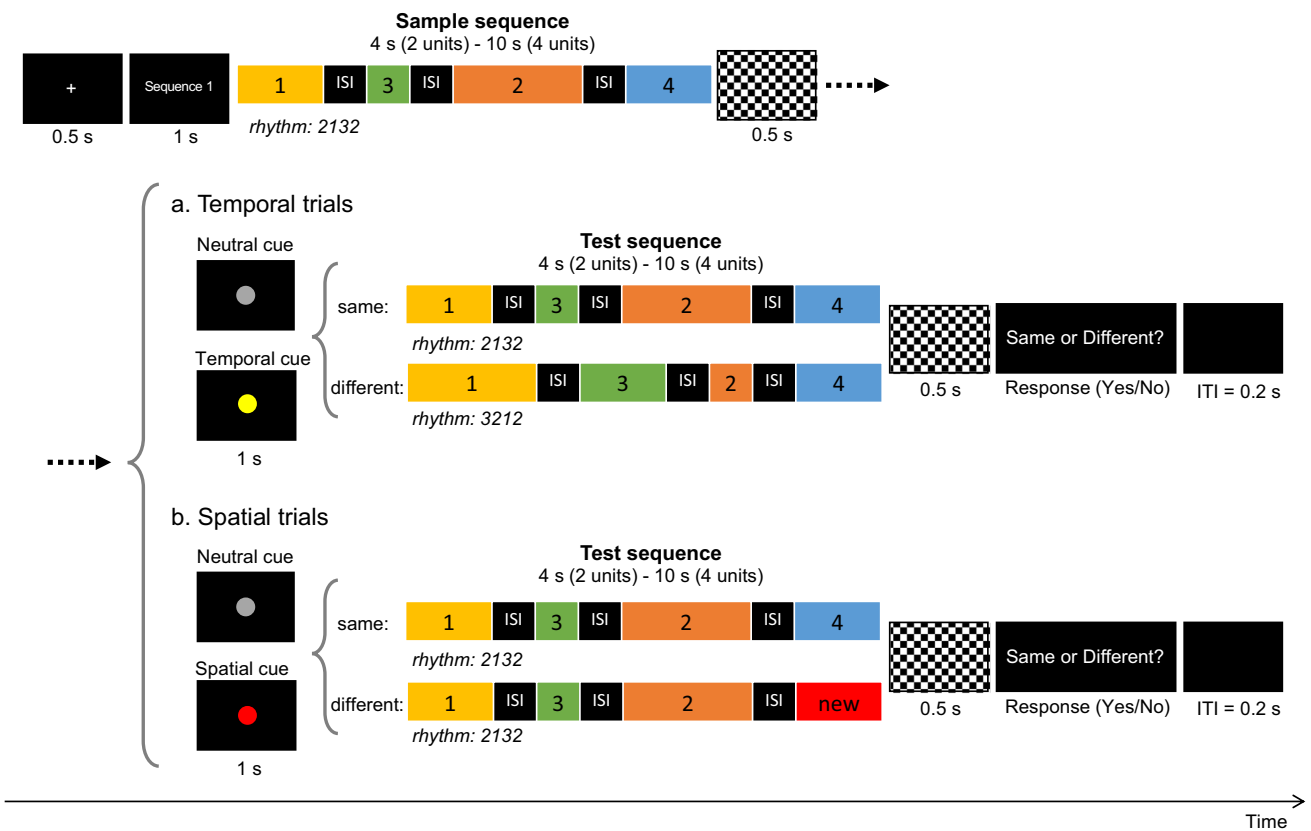 Sample sequence
4 s (2 units) - 10 s (4 units)
+
Sequence 1
1 ISI 3 ISI 2 ISI 4
0.5 s
1 s
rhythm: 2132
0.5 s
a. Temporal trials
Neutral cue
Test sequence
4 s (2 units) - 10 s (4 units)
same:
1 ISI 3 ISI 2 ISI 4
rhythm: 2132
Temporal cue
different:
1 ISI 3 ISI 2 ISI 4
rhythm: 3212
1 s
Same or Different?
0.5 s
Response (Yes/No)
ITI = 0.2 s
b. Spatial trials
Neutral cue
Test sequence
4 s (2 units) - 10 s (4 units)
same:
1 ISI 3 ISI 2 ISI 4
rhythm: 2132
Spatial cue
different:
1 ISI 3 ISI 2 ISI new
rhythm: 2132
1 s
Same or Different?
0.5 s
Response (Yes/No)
ITI = 0.2 s
Time